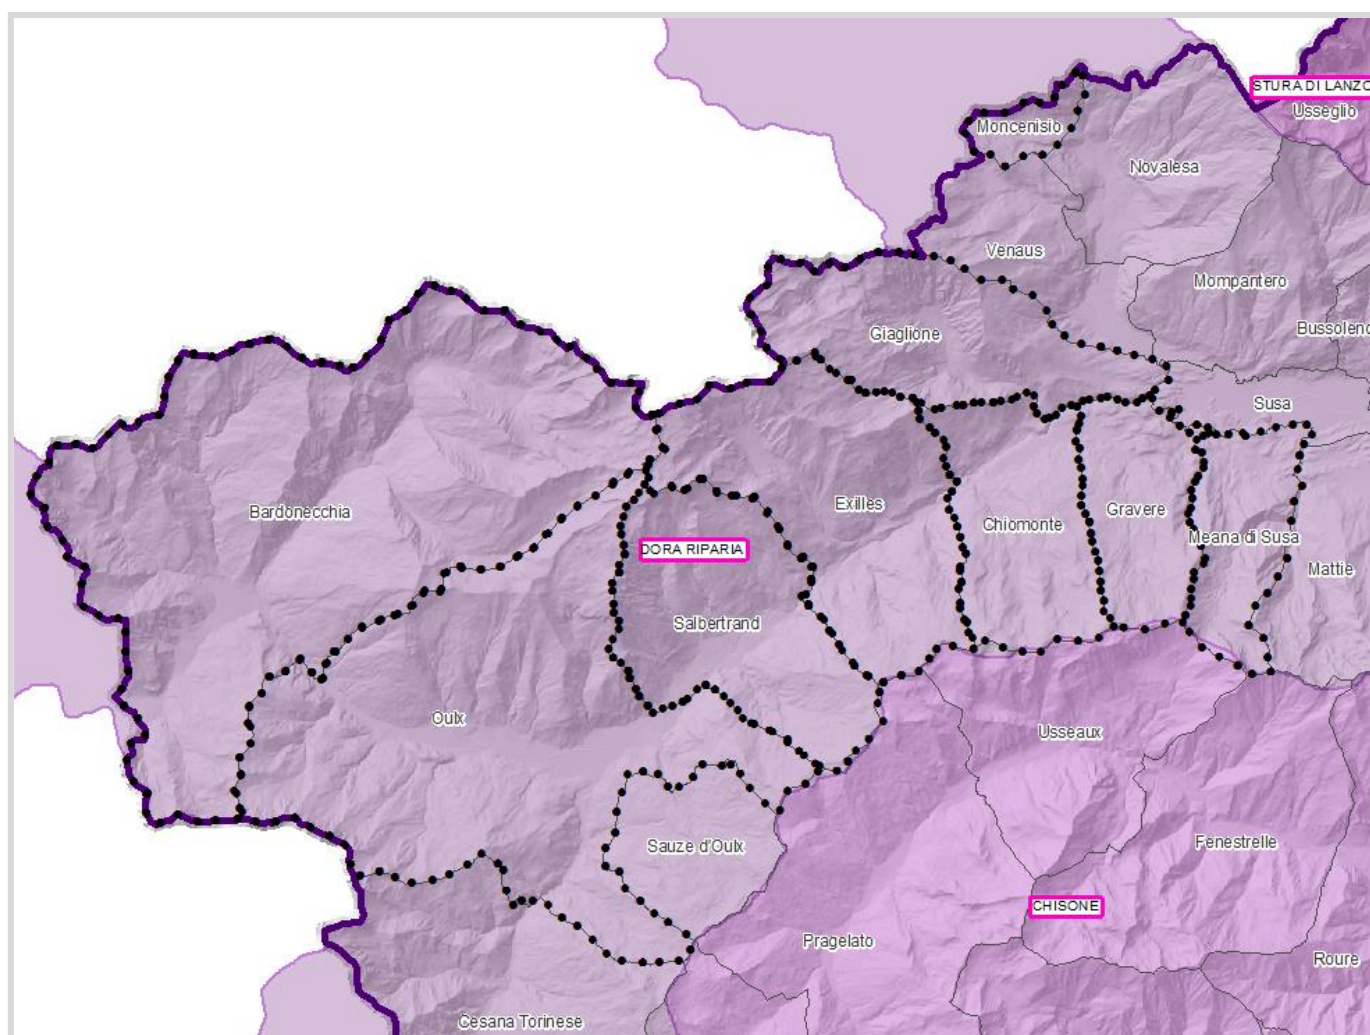 STURA DI LANZO
Usseglio
Moncenisio
Novalesa
Venaus
Mompantero
Bussoleno
Giaglione
Susa
Bardonecchia
Exilles
Chiomonte
Gravere
Meana di Susa
DORA RIPARIA
Mattie
Salbertrand
Oulx
Usseaux
Sauze d'Oulx
Fenestrelle
CHISONE
Pragelato
Roure
Cesana Torinese